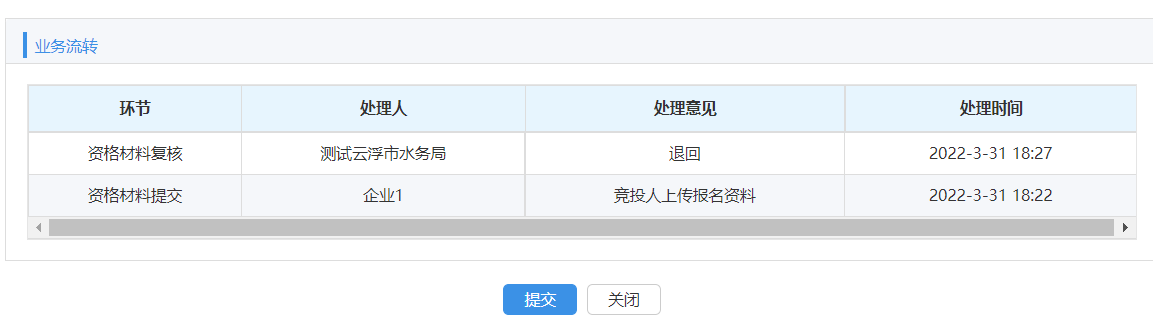 业务流转
环节 处理人 处理意见 处理时间
资格材料复核 测试云浮市水务局 退回 2022-3-31 18:27
资格材料提交 企业1 竞投人上传报名资料 2022-3-31 18:22
提交 关闭